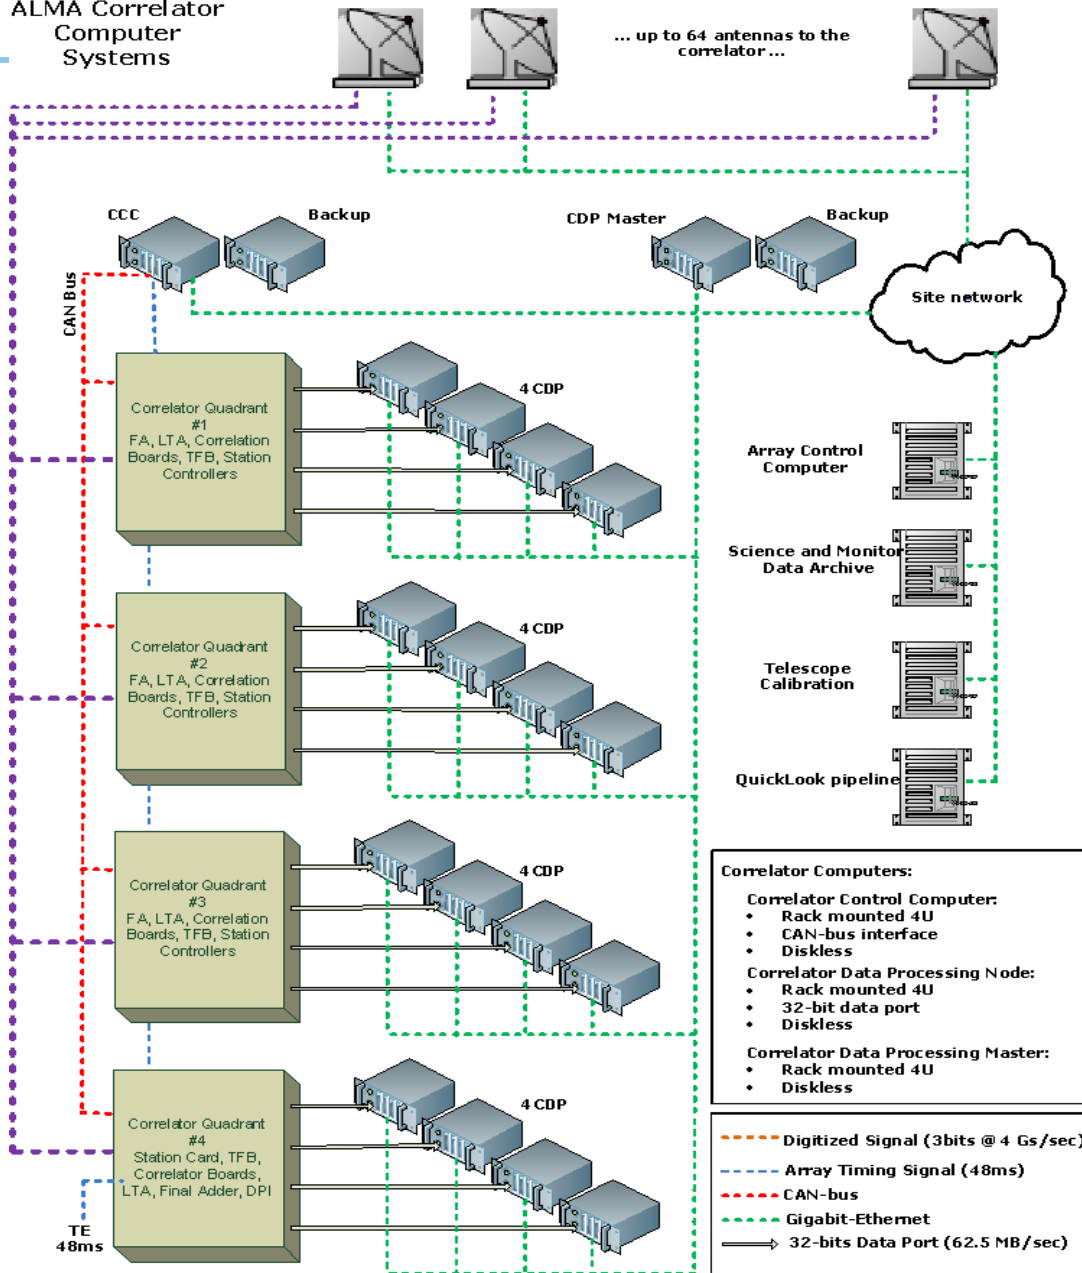 ALMA Correlator
Computer
Systems
... up to 64 antennas to the
correlator ...
CCC
Backup
CDP Master
Backup
Site network
CAN Bus
Correlator Quadrant
#1
FA, LTA, Correlation
Boards, TFB, Station
Controllers
4 CDP
Array Control
Computer
Science and Monitor
Data Archive
Correlator Quadrant
#2
FA, LTA, Correlation
Boards, TFB, Station
Controllers
4 CDP
Telescope
Calibration
QuickLook pipeline
Correlator Quadrant
#3
FA, LTA, Correlation
Boards, TFB, Station
Controllers
4 CDP
Correlator Computers:
Correlator Control Computer:
• Rack mounted 4U
• CAN-bus interface
• Diskless
Correlator Data Processing Node:
• Rack mounted 4U
• 32-bit data port
• Diskless
Correlator Data Processing Master:
• Rack mounted 4U
• Diskless
Correlator Quadrant
#4
Station Card, TFB,
Correlator Boards,
LTA, Final Adder, DPI
4 CDP
TE
48ms
Digitized Signal (3bits @ 4 Gs/sec)
Array Timing Signal (48ms)
CAN-bus
Gigabit-Ethernet
32-bits Data Port (62.5 MB/sec)